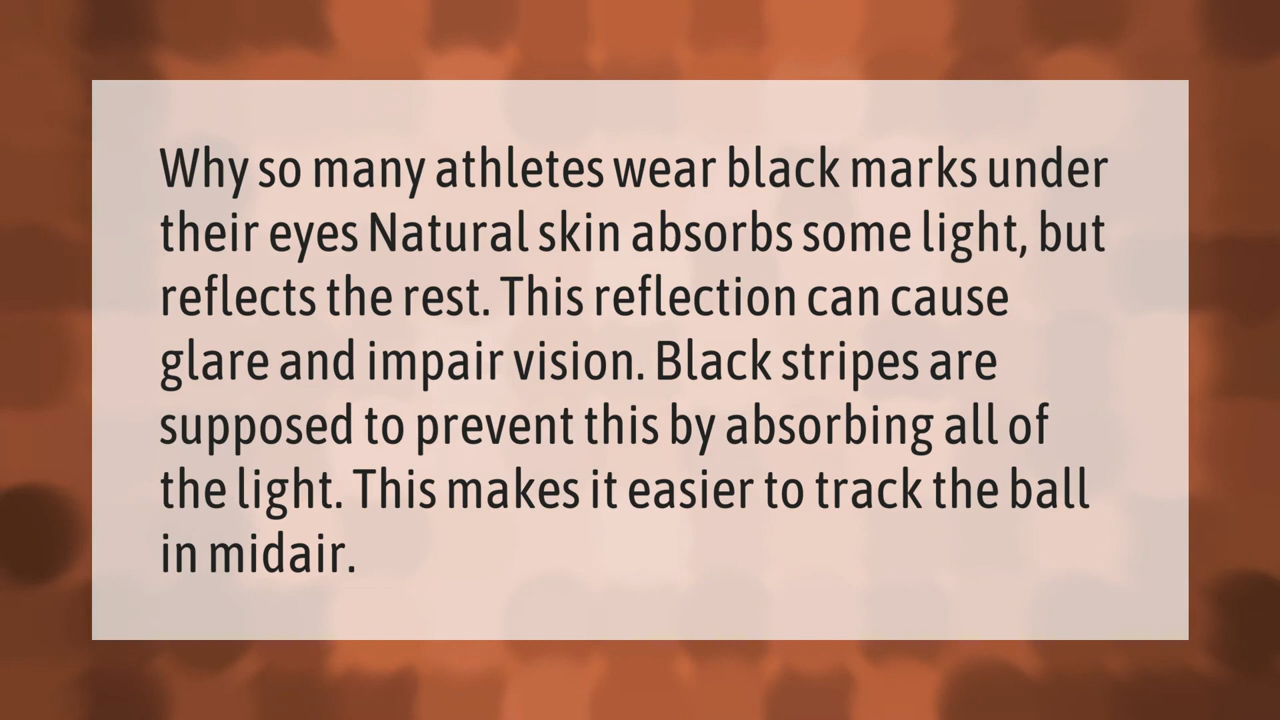 Why so many athletes wear black marks under
their eyes Natural skin absorbs some light, but
reflects the rest. This reflection can cause
glare and impair vision. Black stripes are
supposed to prevent this by absorbing all of
the light. This makes it easier to track the ball
in midair.